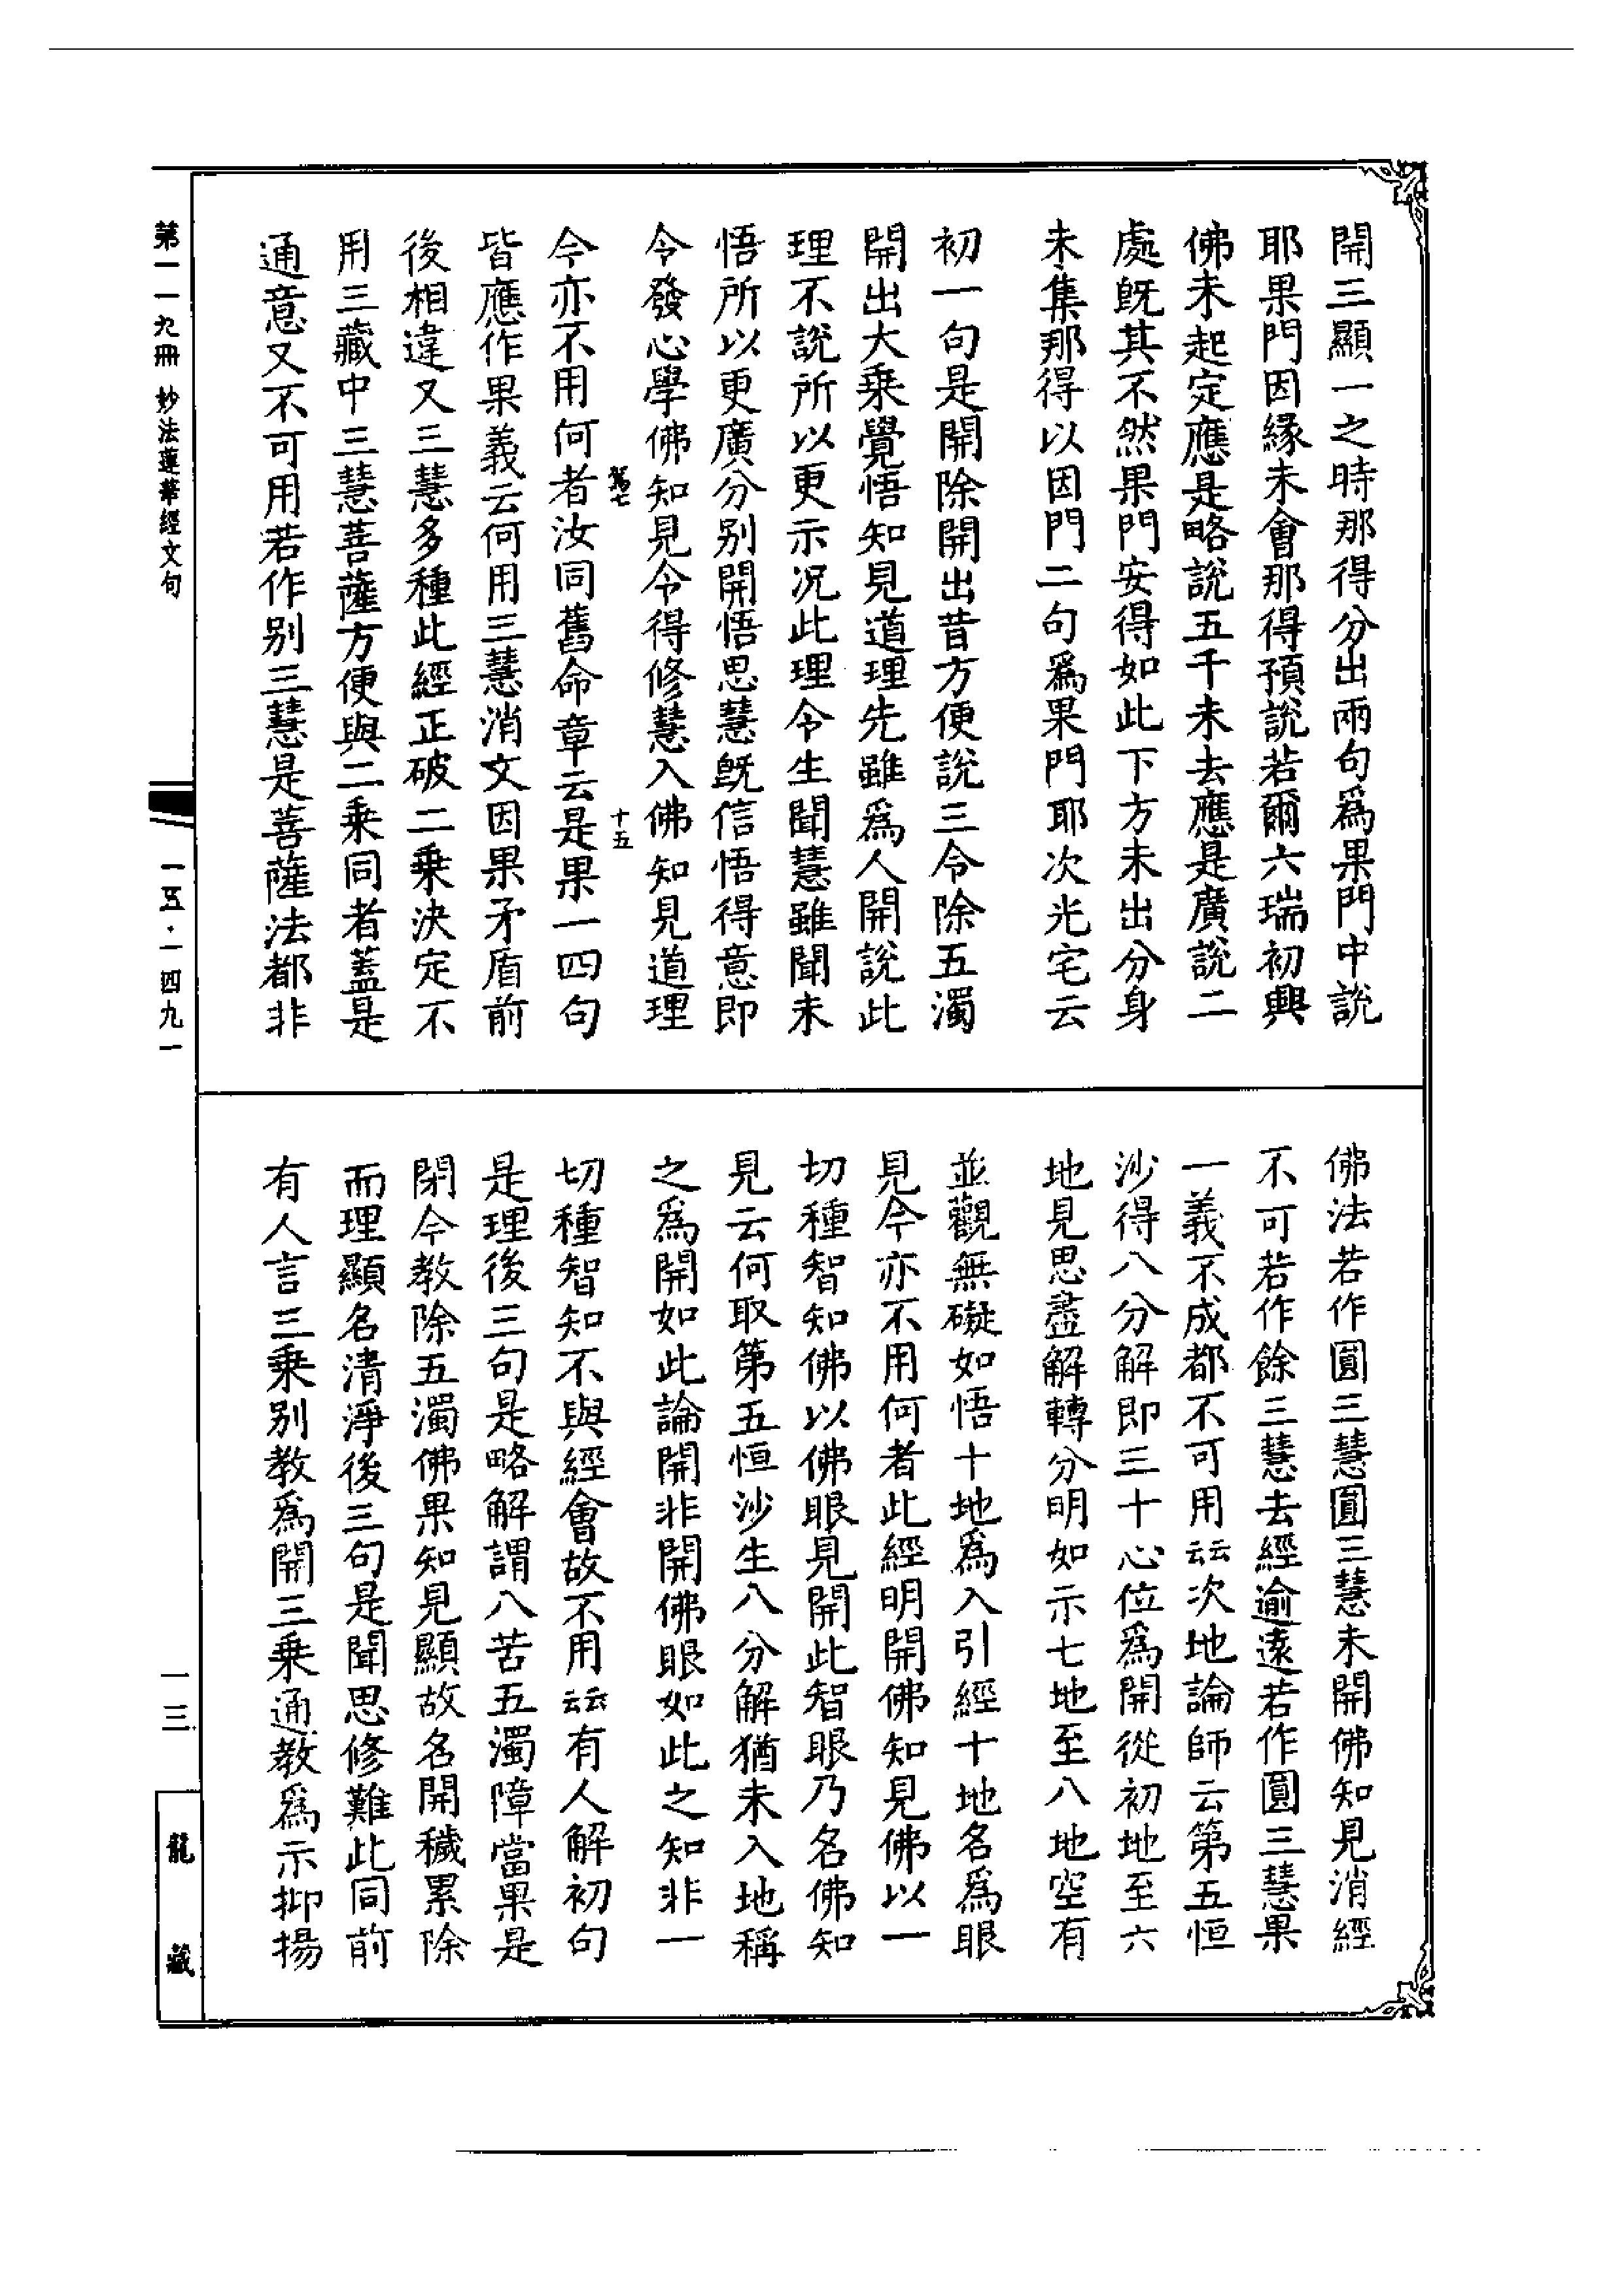 開三顯一之時那得分出兩句爲果門中說
耶果門因緣未會那得預說若爾六瑞初興
佛未起定應是略說五千未去應是廣說二
處旣其不然果門安得如此下方未出分身
未集那得以因門二句爲果門耶次光宅云
初一句是開除開出昔方便說三令除五濁
開出大乘覺悟知見道理先雖爲人開說此
理不說所以更示况此理令生聞慧雖聞未
悟所以更廣分别開悟思慧旣信悟得意即
令發心學佛知見令得修慧入佛知見道理
今亦不用何者汝同舊命章云是果一四句
皆應作果義云何用三慧消文因果矛盾前
後相違又三慧多種此經正破二乘決定不
用三藏中三慧菩薩方便與二乘同者蓋是
通意又不可用若作别三慧是菩薩法都非
佛法若作圓三慧圓三慧未開佛知見消經
不可若作餘三慧去經逾遠若作圓三慧果
一義不成都不可用云云次地論師云第五恒
沙得八分解即三十心位爲開從初地至六
地見思盡解轉分明如示七地至八地空有
並觀無礙如悟十地爲入引經十地名爲眼
見今亦不用何者此經明開佛知見佛以一
切種智知佛以佛眼見開此智眼乃名佛知
見云何取第五恒沙生八分解猶未入地稱
之爲開如此論開非開佛眼如此之知非一
切種智知不與經會故不用云云有人解初句
是理後三句是略解謂八苦五濁障當果是
閉今教除五濁佛果知見顯故名開穢累除
而理顯名清淨後三句是聞思修難此同前
有人言三乘别教爲開三乘通教爲示抑揚
第一一九冊 妙法蓮華經文句
一五·一四九一
一三
龍藏
十五